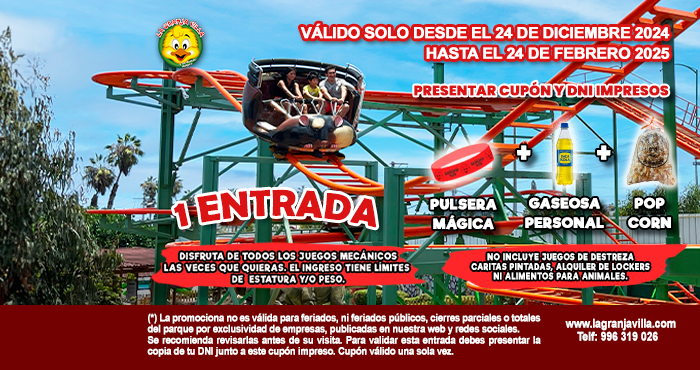 LA GRANJA VILLA
VÁLIDO SOLO DESDE EL 24 DE DICIEMBRE 2024
HASTA EL 24 DE FEBRERO 2025
PRESENTAR CUPÓN Y DNI IMPRESOS
1 ENTRADA
PULSERA
MÁGICA
+
GASEOSA
PERSONAL
+
POP
CORN
DISFRUTA DE TODOS LOS JUEGOS MECÁNICOS
LAS VECES QUE QUIERAS. EL INGRESO TIENE LÍMITES
DE ESTATURA Y/O PESO.
NO INCLUYE JUEGOS DE DESTREZA
CARITAS PINTADAS, ALQUILER DE LOCKERS
NI ALIMENTOS PARA ANIMALES.
(*) La promociona no es válida para feriados, ni feriados públicos, cierres parciales o totales
del parque por exclusividad de empresas, publicadas en nuestra web y redes sociales.
Se recomienda revisarlas antes de su visita. Para validar esta entrada debes presentar la
copia de tu DNI junto a este cupón impreso. Cupón válido una sola vez.
www.lagranjavilla.com
Telf: 996 319 026